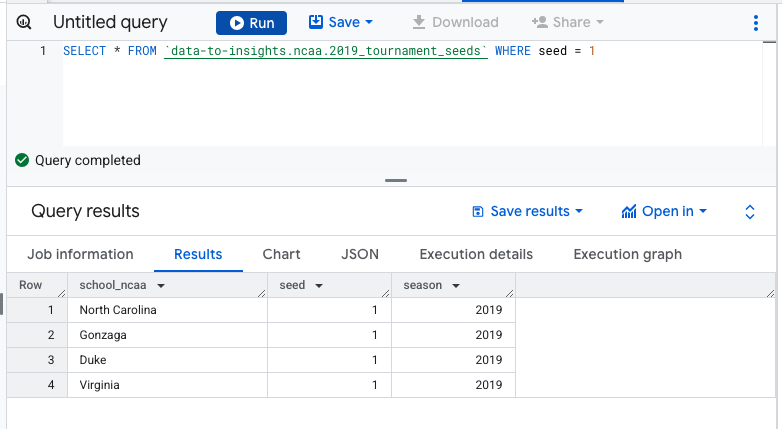 Untitled query Run Save Download Share
1 SELECT * FROM `data-to-insights.ncaa.2019_tournament_seeds` WHERE seed = 1
Query completed
Query results Save results Open in
Job information Results Chart JSON Execution details Execution graph
Row school_ncaa seed season
1 North Carolina 1 2019
2 Gonzaga 1 2019
3 Duke 1 2019
4 Virginia 1 2019